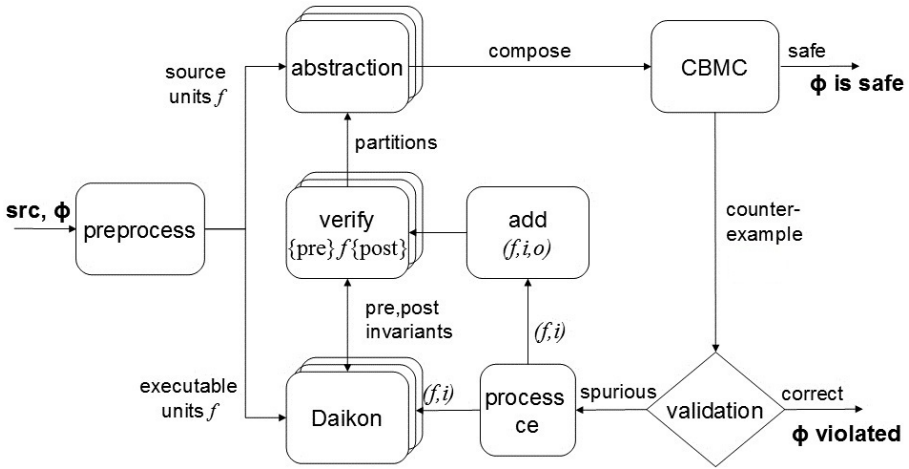 abstraction
compose
CBMC
safe
ϕ is safe
source
units f
partitions
src, ϕ
preprocess
verify
{pre} f {post}
add
(f,i,o)
counter-
example
pre,post
invariants
(f,i)
executable
units f
Daikon
(f,i)
process
ce
spurious
validation
correct
ϕ violated